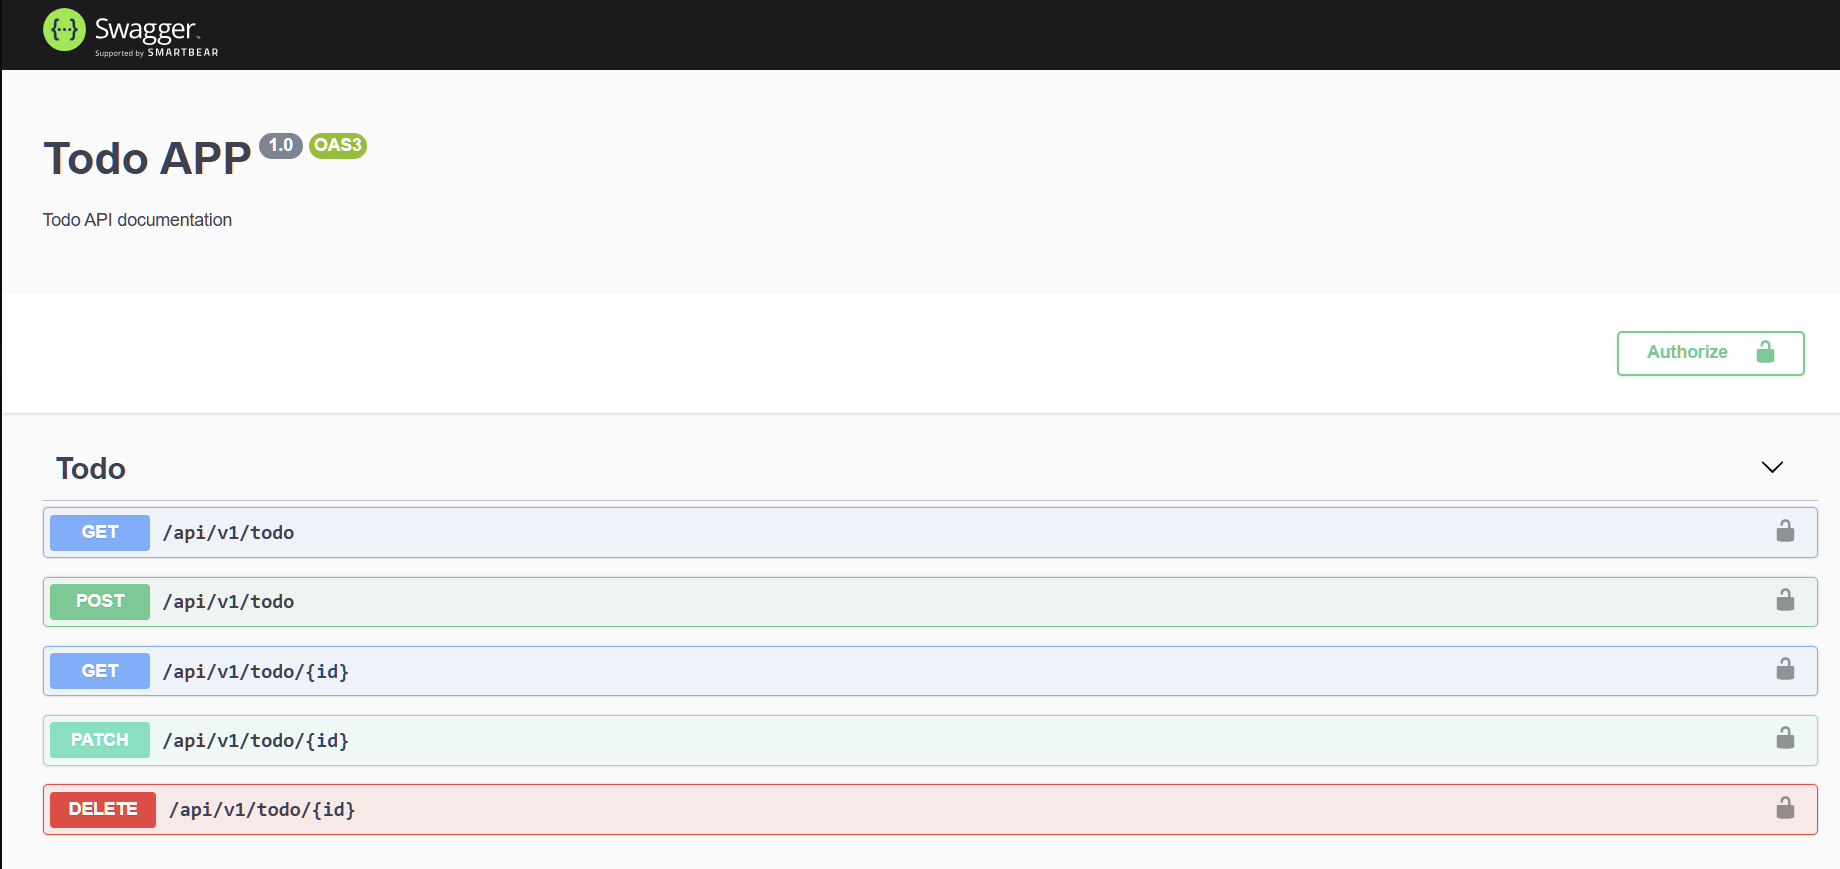 {...} Swagger™
Supported by SMARTBEAR
Todo APP 1.0 OAS3
Todo API documentation
Authorize
Todo
GET /api/v1/todo
POST /api/v1/todo
GET /api/v1/todo/{id}
PATCH /api/v1/todo/{id}
DELETE /api/v1/todo/{id}